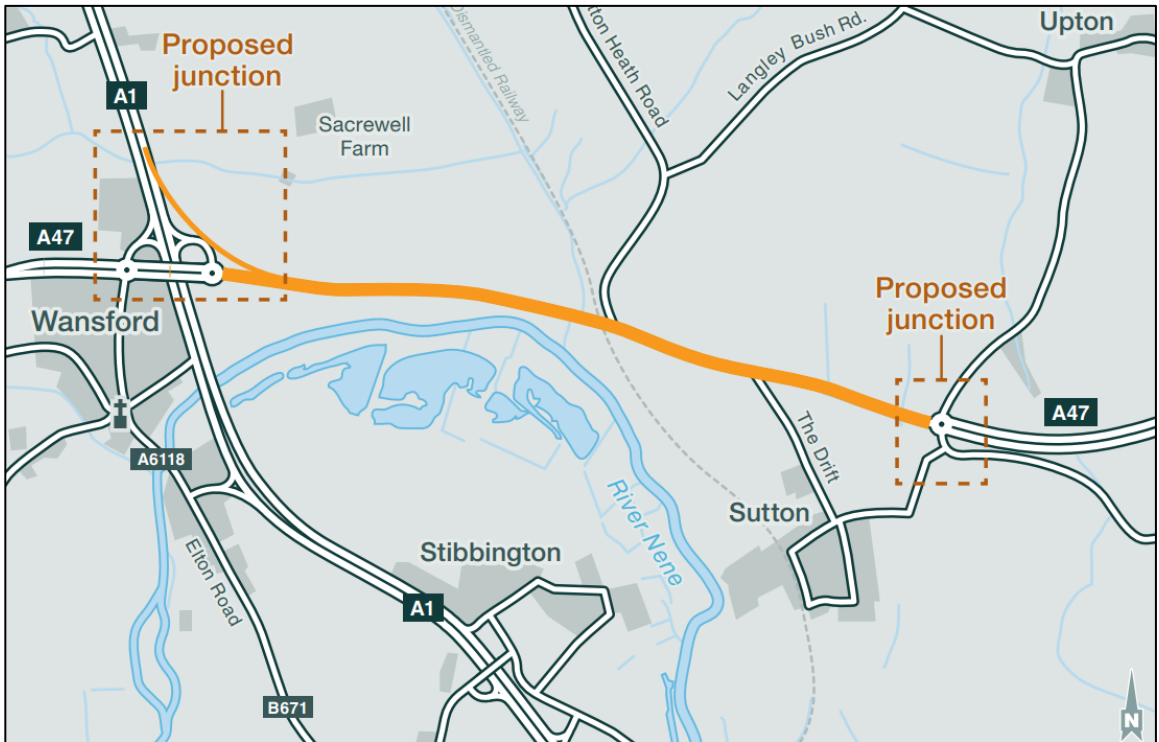 Proposed
junction
A1
Sacrewell
Farm
Dismantled Railway
Heath Road
Langley Bush Rd.
Upton
A47
Wansford
Proposed
junction
A47
The Drift
A6118
River Nene
Sutton
Stibbington
Elton Road
A1
B671
N